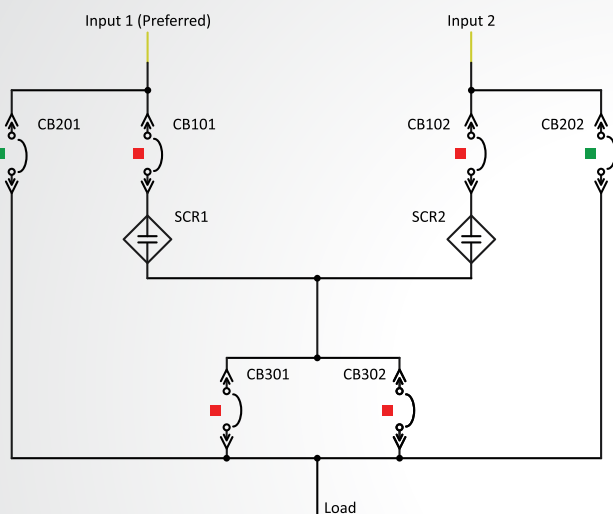 Input 1 (Preferred)
Input 2
CB201
CB101
CB102
CB202
SCR1
SCR2
CB301
CB302
Load